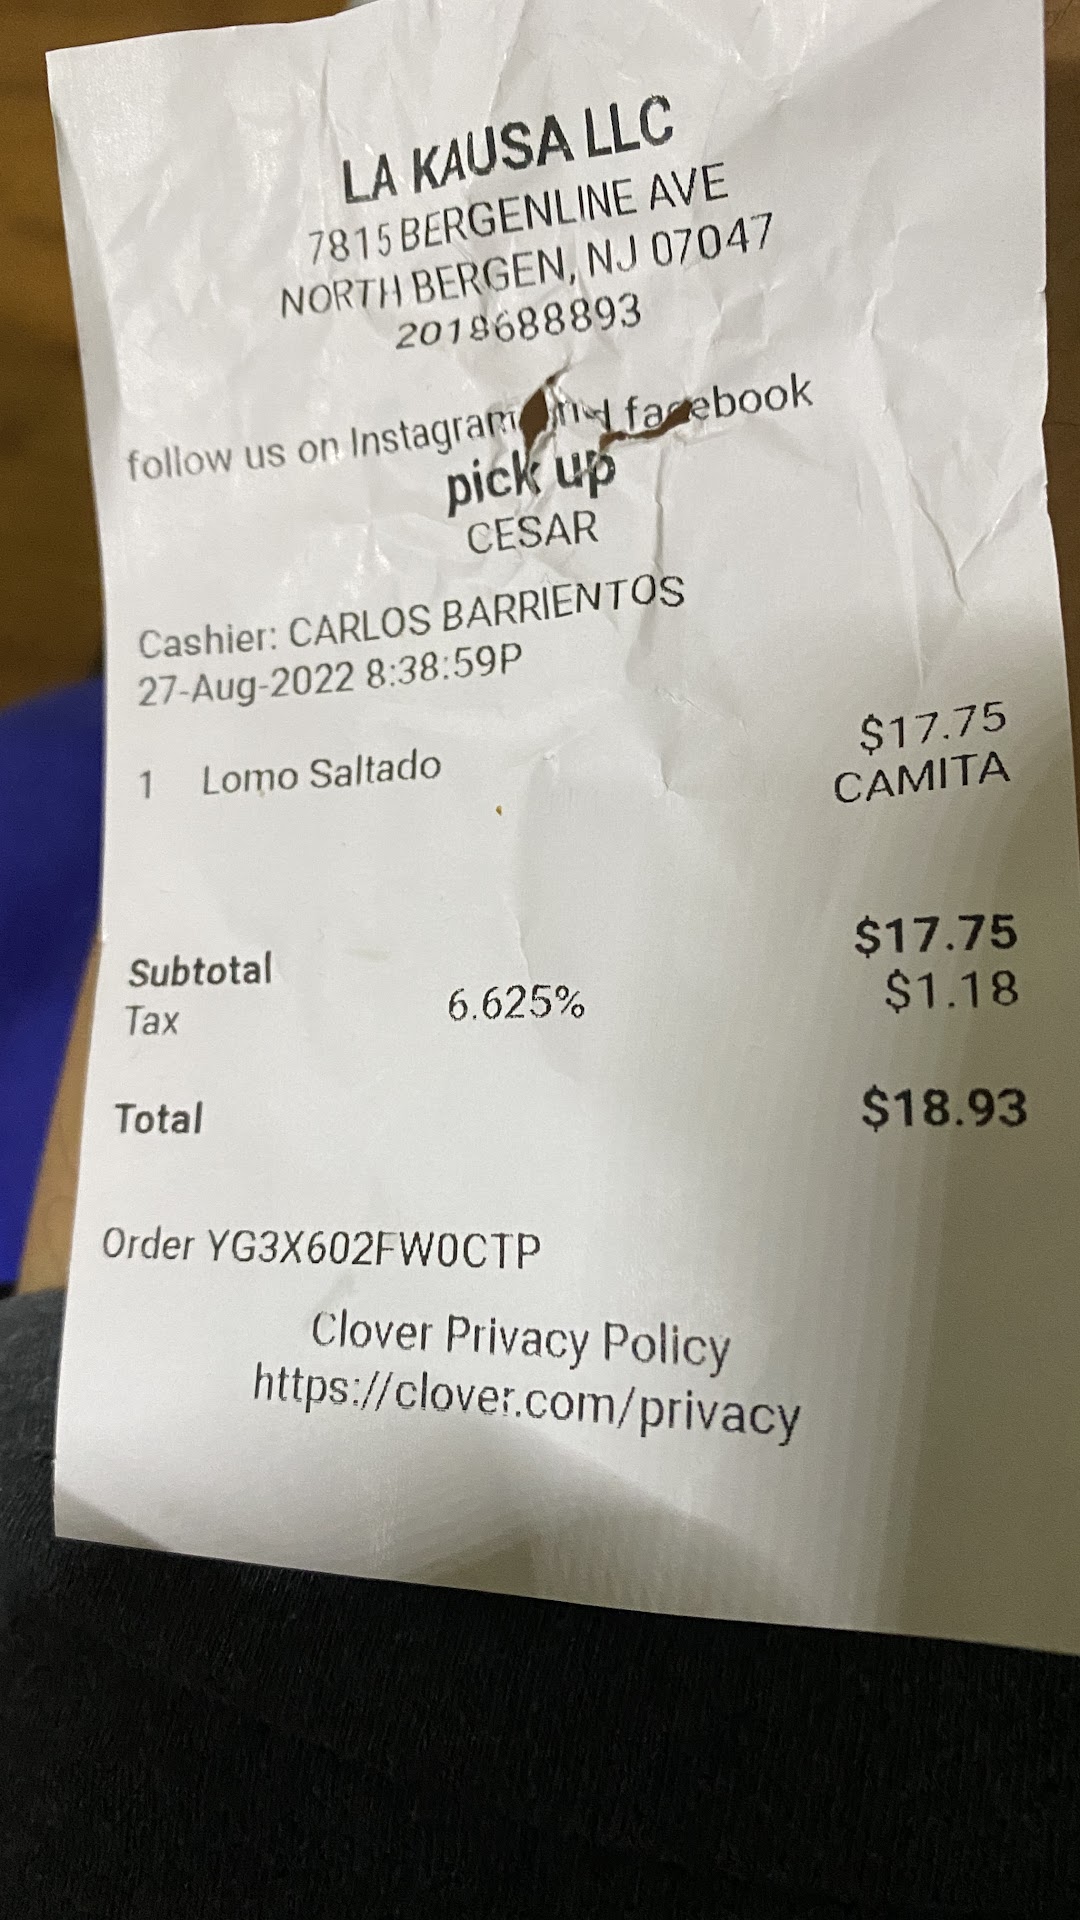 LA KAUSA LLC
7815 BERGENLINE AVE
NORTH BERGEN, NJ 07047
2018688893
follow us on Instagram and facebook
pick up
CESAR
Cashier: CARLOS BARRIENTOS
27-Aug-2022 8:38:59P
1 Lomo Saltado $17.75
CAMITA
Subtotal $17.75
Tax 6.625% $1.18
Total $18.93
Order YG3X602FW0CTP
Clover Privacy Policy
https://clover.com/privacy